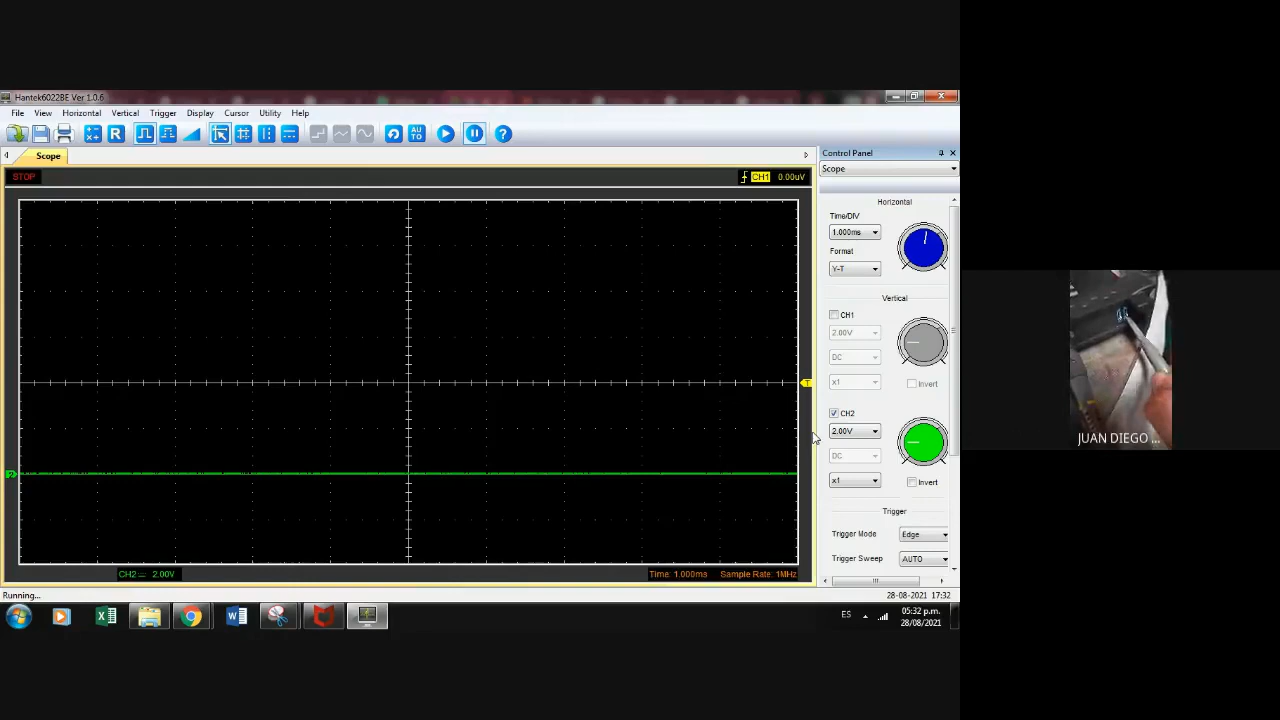 Hantek6022BE Ver 1.0.6
File View Horizontal Vertical Trigger Display Cursor Utility Help
R AUTO ?
Scope
Control Panel
Scope
STOP
CH1 0.00uV
Horizontal
Time/DIV
1.000ms
Format
Y-T
Vertical
CH1
2.00V
DC
x1
Invert
T
CH2
2.00V
DC
x1
Invert
2
Trigger
Trigger Mode Edge
Trigger Sweep AUTO
CH2 2.00V
Time: 1.000ms Sample Rate: 1MHz
Running...
28-08-2021 17:32
ES
05:32 p.m.
28/08/2021
JUAN DIEGO ...